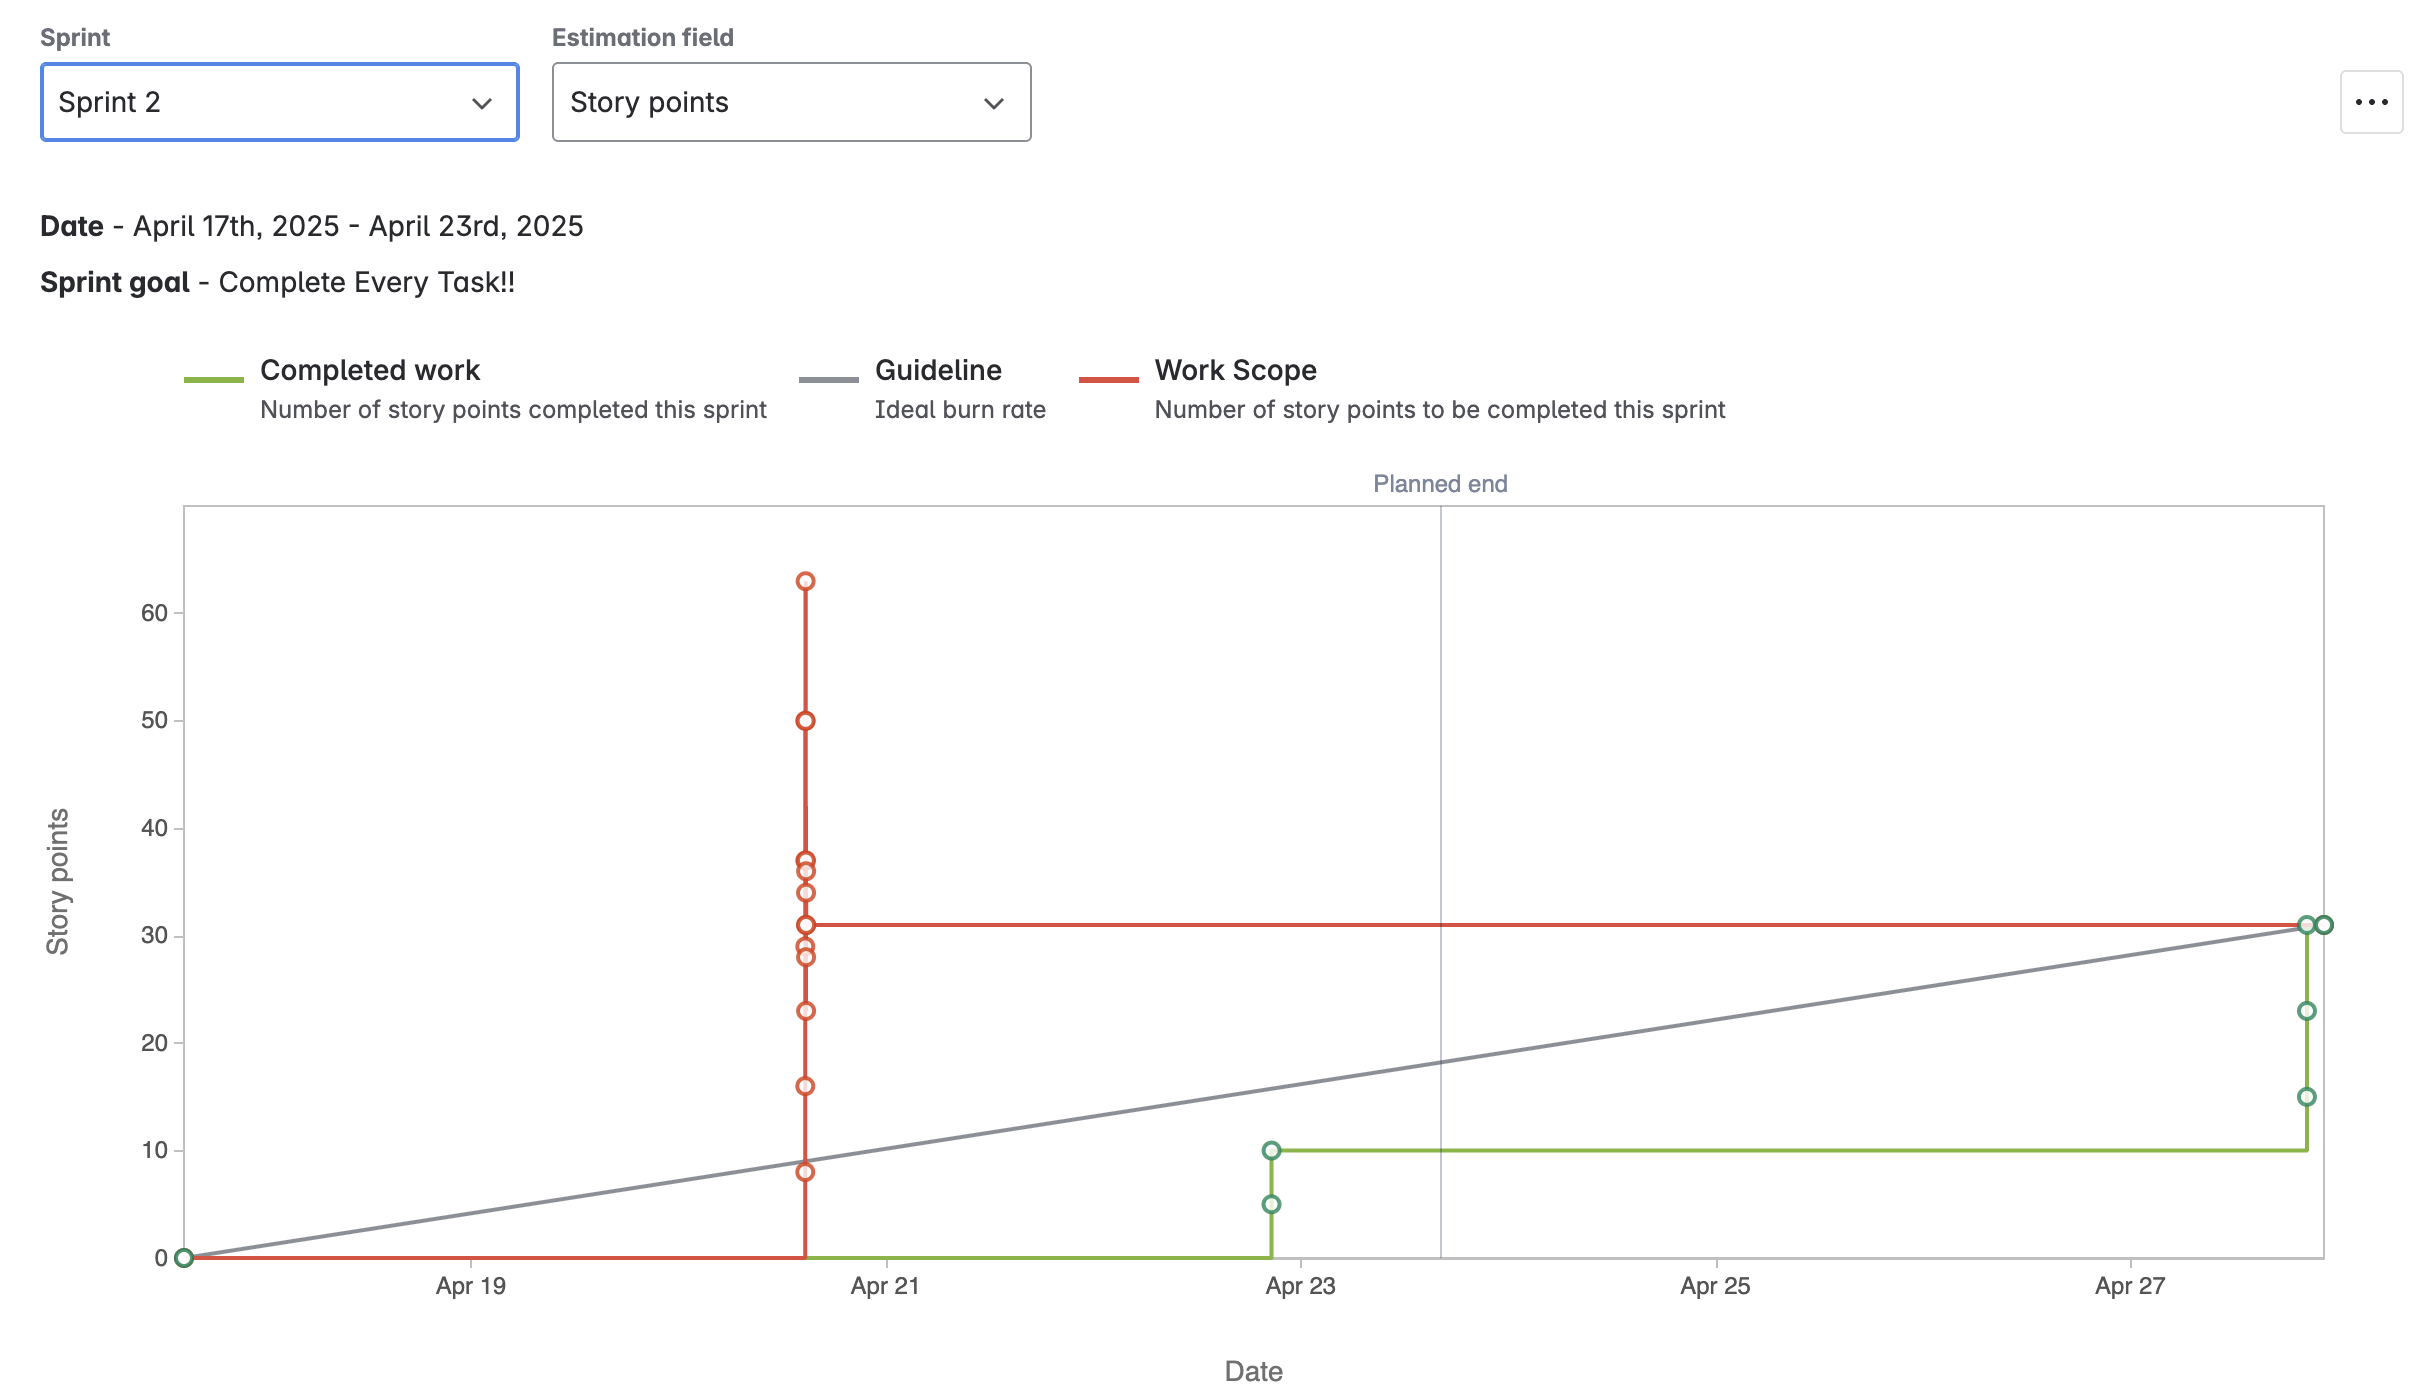 Sprint
Estimation field
Sprint 2
Story points
Date - April 17th, 2025 - April 23rd, 2025
Sprint goal - Complete Every Task!!
Completed work
Number of story points completed this sprint
Guideline
Ideal burn rate
Work Scope
Number of story points to be completed this sprint
Planned end
60
50
40
30
20
10
0
Story points
Apr 19
Apr 21
Apr 23
Apr 25
Apr 27
Date